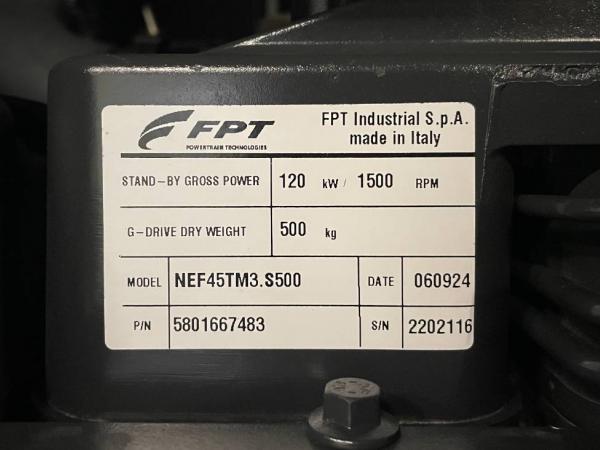 FPT
POWERTRAIN TECHNOLOGIES
FPT Industrial S.p.A.
made in Italy
STAND-BY GROSS POWER 120 kW / 1500 RPM
G-DRIVE DRY WEIGHT 500 kg
MODEL NEF45TM3.S500 DATE 060924
P/N 5801667483 S/N 2202116